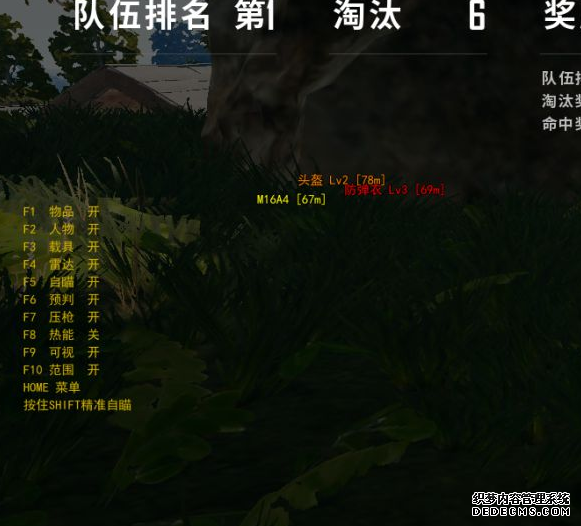 队伍排名 第1 淘汰 6 奖
队伍排
淘汰奖
命中奖
头盔 Lv2 [78m]
防弹衣 Lv3 [69m]
M16A4 [67m]
F1 物品 开
F2 人物 开
F3 载具 开
F4 雷达 开
F5 自瞄 开
F6 预判 开
F7 压枪 开
F8 热能 关
F9 可视 开
F10 范围 开
HOME 菜单
按住SHIFT精准自瞄
织梦内容管理系统
DEDECMS.COM